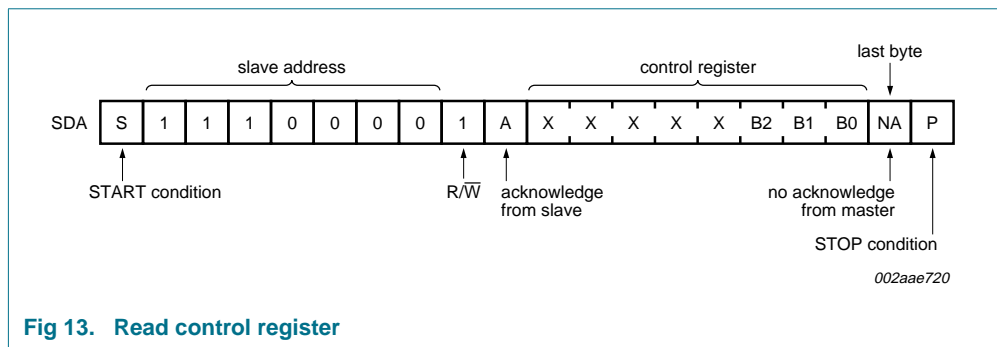 last byte
slave address control register
SDA S 1 1 1 0 0 0 0 1 A X X X X X B2 B1 B0 NA P
START condition R/W̅ acknowledge from slave no acknowledge from master
STOP condition
002aae720
Fig 13. Read control register